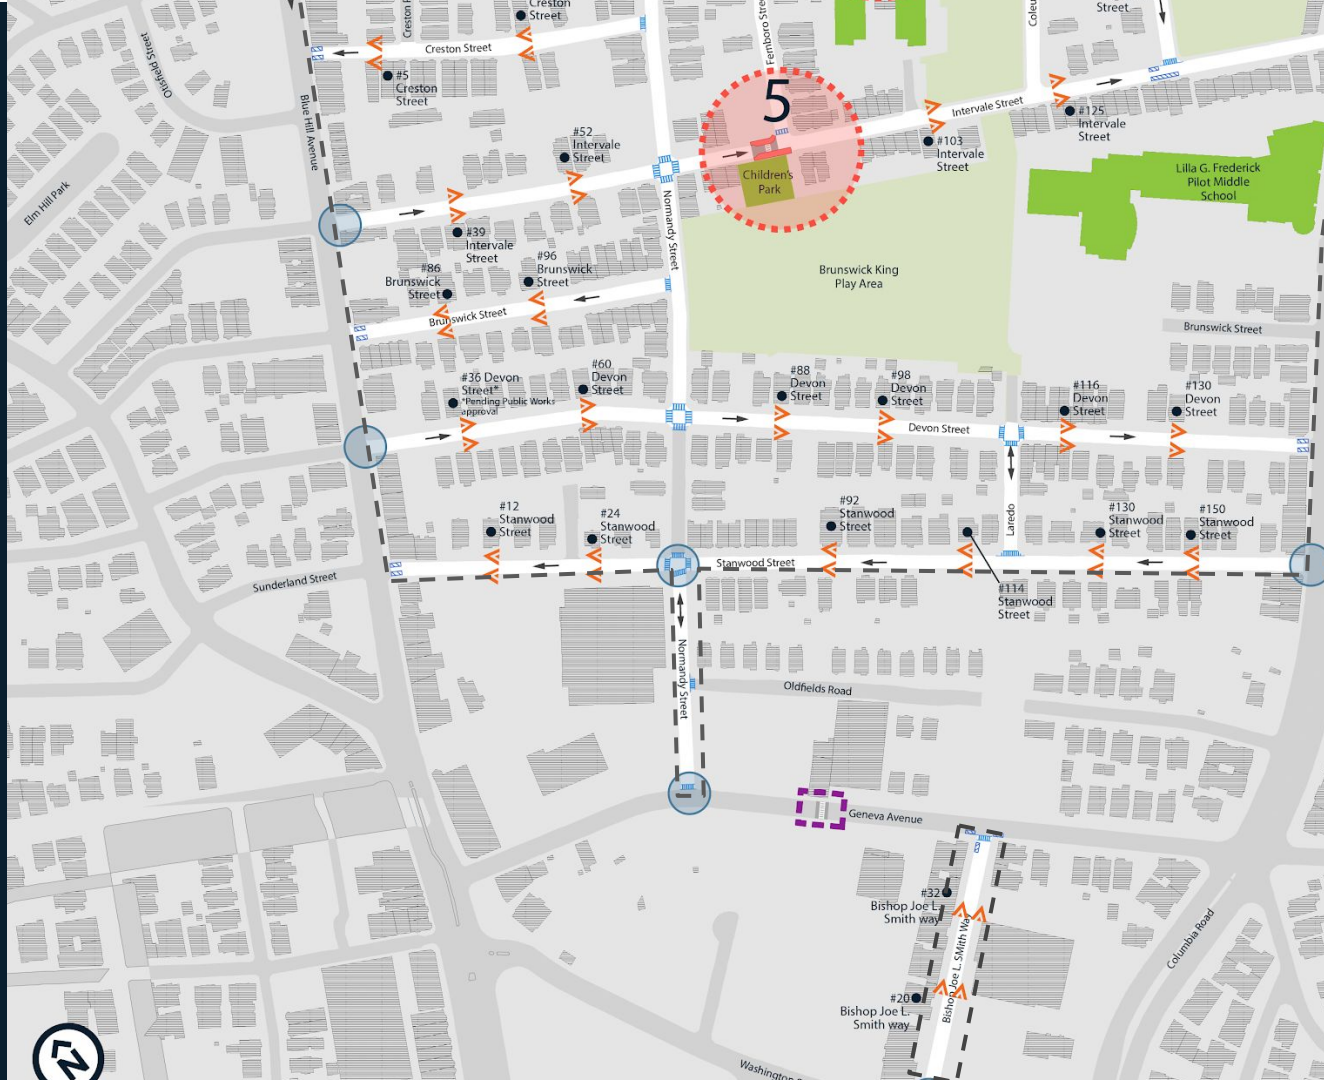 Creston
Street
Creston P
Creston Street
#5
Creston
Street
Otisfield Street
Blue Hill Avenue
Elm Hill Park
Fernboro Stre
Coleu
Street
5
Children's
Park
Intervale Street
#125
Intervale
Street
#103
Intervale
Street
#52
Intervale
Street
Lilla G. Frederick
Pilot Middle
School
#39
Intervale
Street
Normandy Street
#96
Brunswick
Street
#86
Brunswick
Street
Brunswick Street
Brunswick King
Play Area
Brunswick Street
#36 Devon
Street*
*Pending Public Works
approval
#60
Devon
Street
#88
Devon
Street
#98
Devon
Street
#116
Devon
Street
#130
Devon
Street
Devon Street
#12
Stanwood
Street
#24
Stanwood
Street
#92
Stanwood
Street
Laredo
#130
Stanwood
Street
#150
Stanwood
Street
Stanwood Street
#114
Stanwood
Street
Sunderland Street
Normandy Street
Oldfields Road
Geneva Avenue
#32
Bishop Joe L.
Smith way
Bishop Joe L. SMith Way
Columbia Road
#20
Bishop Joe L.
Smith way
Washington
N